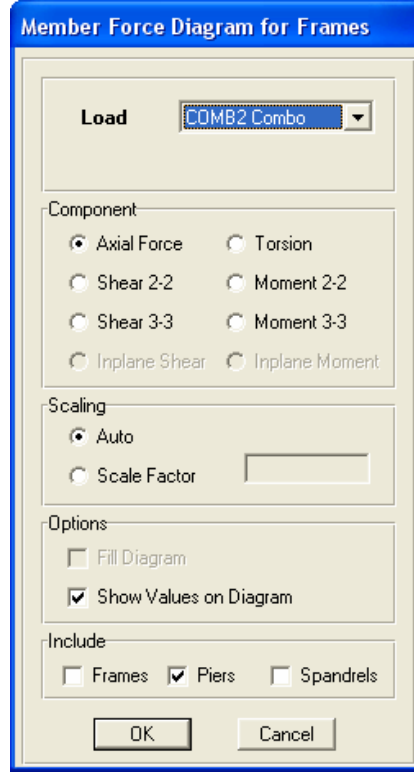 Member Force Diagram for Frames
Load COMB2 Combo
Component
Axial Force Torsion
Shear 2-2 Moment 2-2
Shear 3-3 Moment 3-3
Inplane Shear Inplane Moment
Scaling
Auto
Scale Factor
Options
Fill Diagram
Show Values on Diagram
Include
Frames Piers Spandrels
OK Cancel